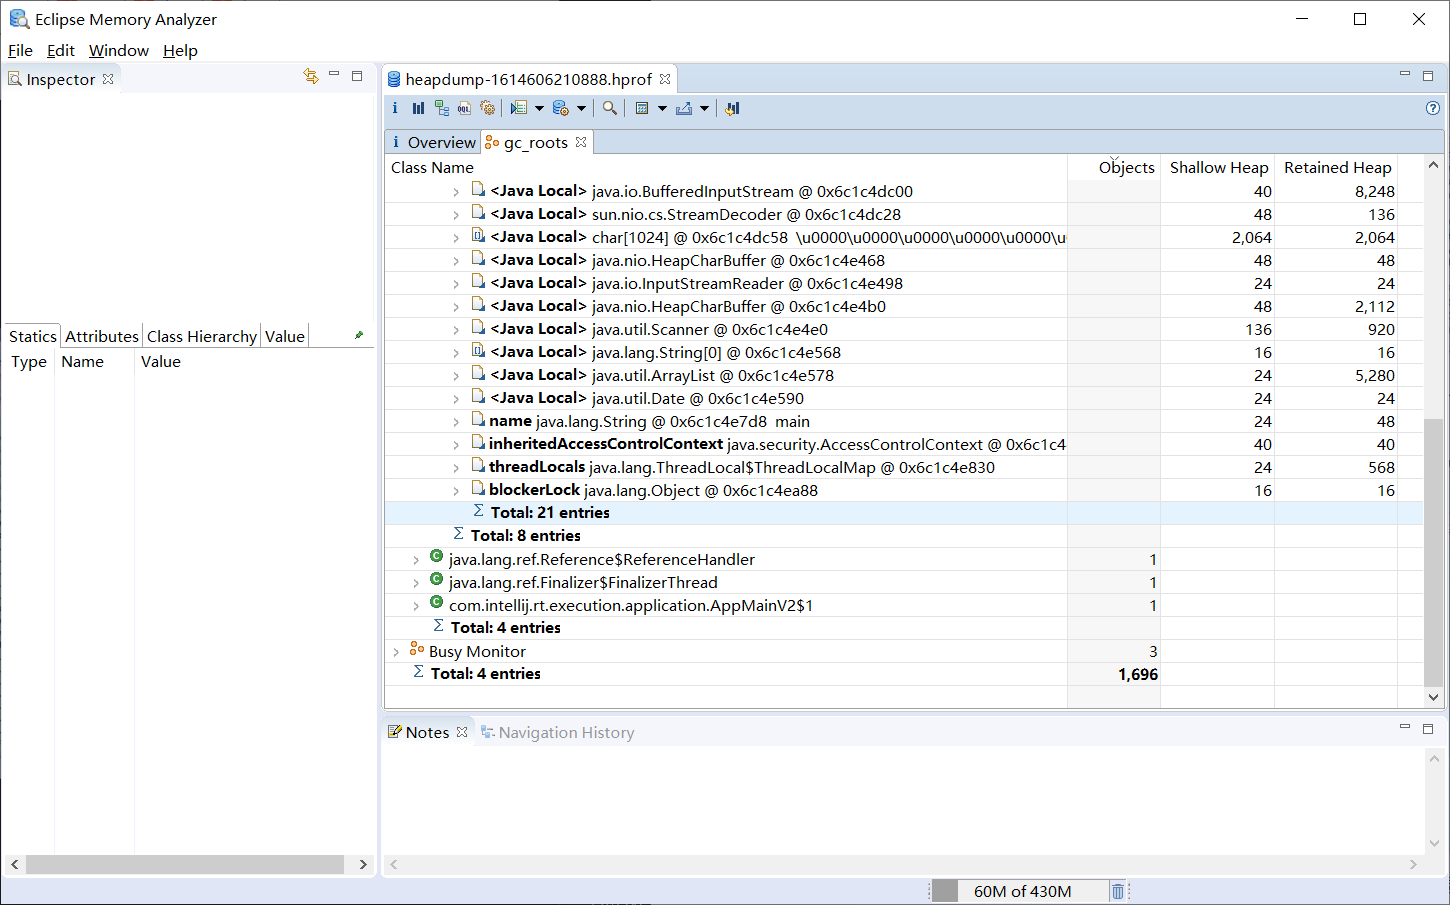 Eclipse Memory Analyzer
File Edit Window Help
Inspector
heapdump-1614606210888.hprof
i OQL
i Overview gc_roots
Class Name Objects Shallow Heap Retained Heap
<Java Local> java.io.BufferedInputStream @ 0x6c1c4dc00 40 8,248
<Java Local> sun.nio.cs.StreamDecoder @ 0x6c1c4dc28 48 136
<Java Local> char[1024] @ 0x6c1c4dc58 \u0000\u0000\u0000\u0000\u0000\u 2,064 2,064
<Java Local> java.nio.HeapCharBuffer @ 0x6c1c4e468 48 48
<Java Local> java.io.InputStreamReader @ 0x6c1c4e498 24 24
<Java Local> java.nio.HeapCharBuffer @ 0x6c1c4e4b0 48 2,112
<Java Local> java.util.Scanner @ 0x6c1c4e4e0 136 920
<Java Local> java.lang.String[0] @ 0x6c1c4e568 16 16
<Java Local> java.util.ArrayList @ 0x6c1c4e578 24 5,280
<Java Local> java.util.Date @ 0x6c1c4e590 24 24
name java.lang.String @ 0x6c1c4e7d8 main 24 48
inheritedAccessControlContext java.security.AccessControlContext @ 0x6c1c4 40 40
threadLocals java.lang.ThreadLocal$ThreadLocalMap @ 0x6c1c4e830 24 568
blockerLock java.lang.Object @ 0x6c1c4ea88 16 16
Σ Total: 21 entries
Σ Total: 8 entries
C java.lang.ref.Reference$ReferenceHandler 1
C java.lang.ref.Finalizer$FinalizerThread 1
C com.intellij.rt.execution.application.AppMainV2$1 1
Σ Total: 4 entries
Busy Monitor 3
Σ Total: 4 entries 1,696
Statics Attributes Class Hierarchy Value
Type Name Value
Notes Navigation History
60M of 430M